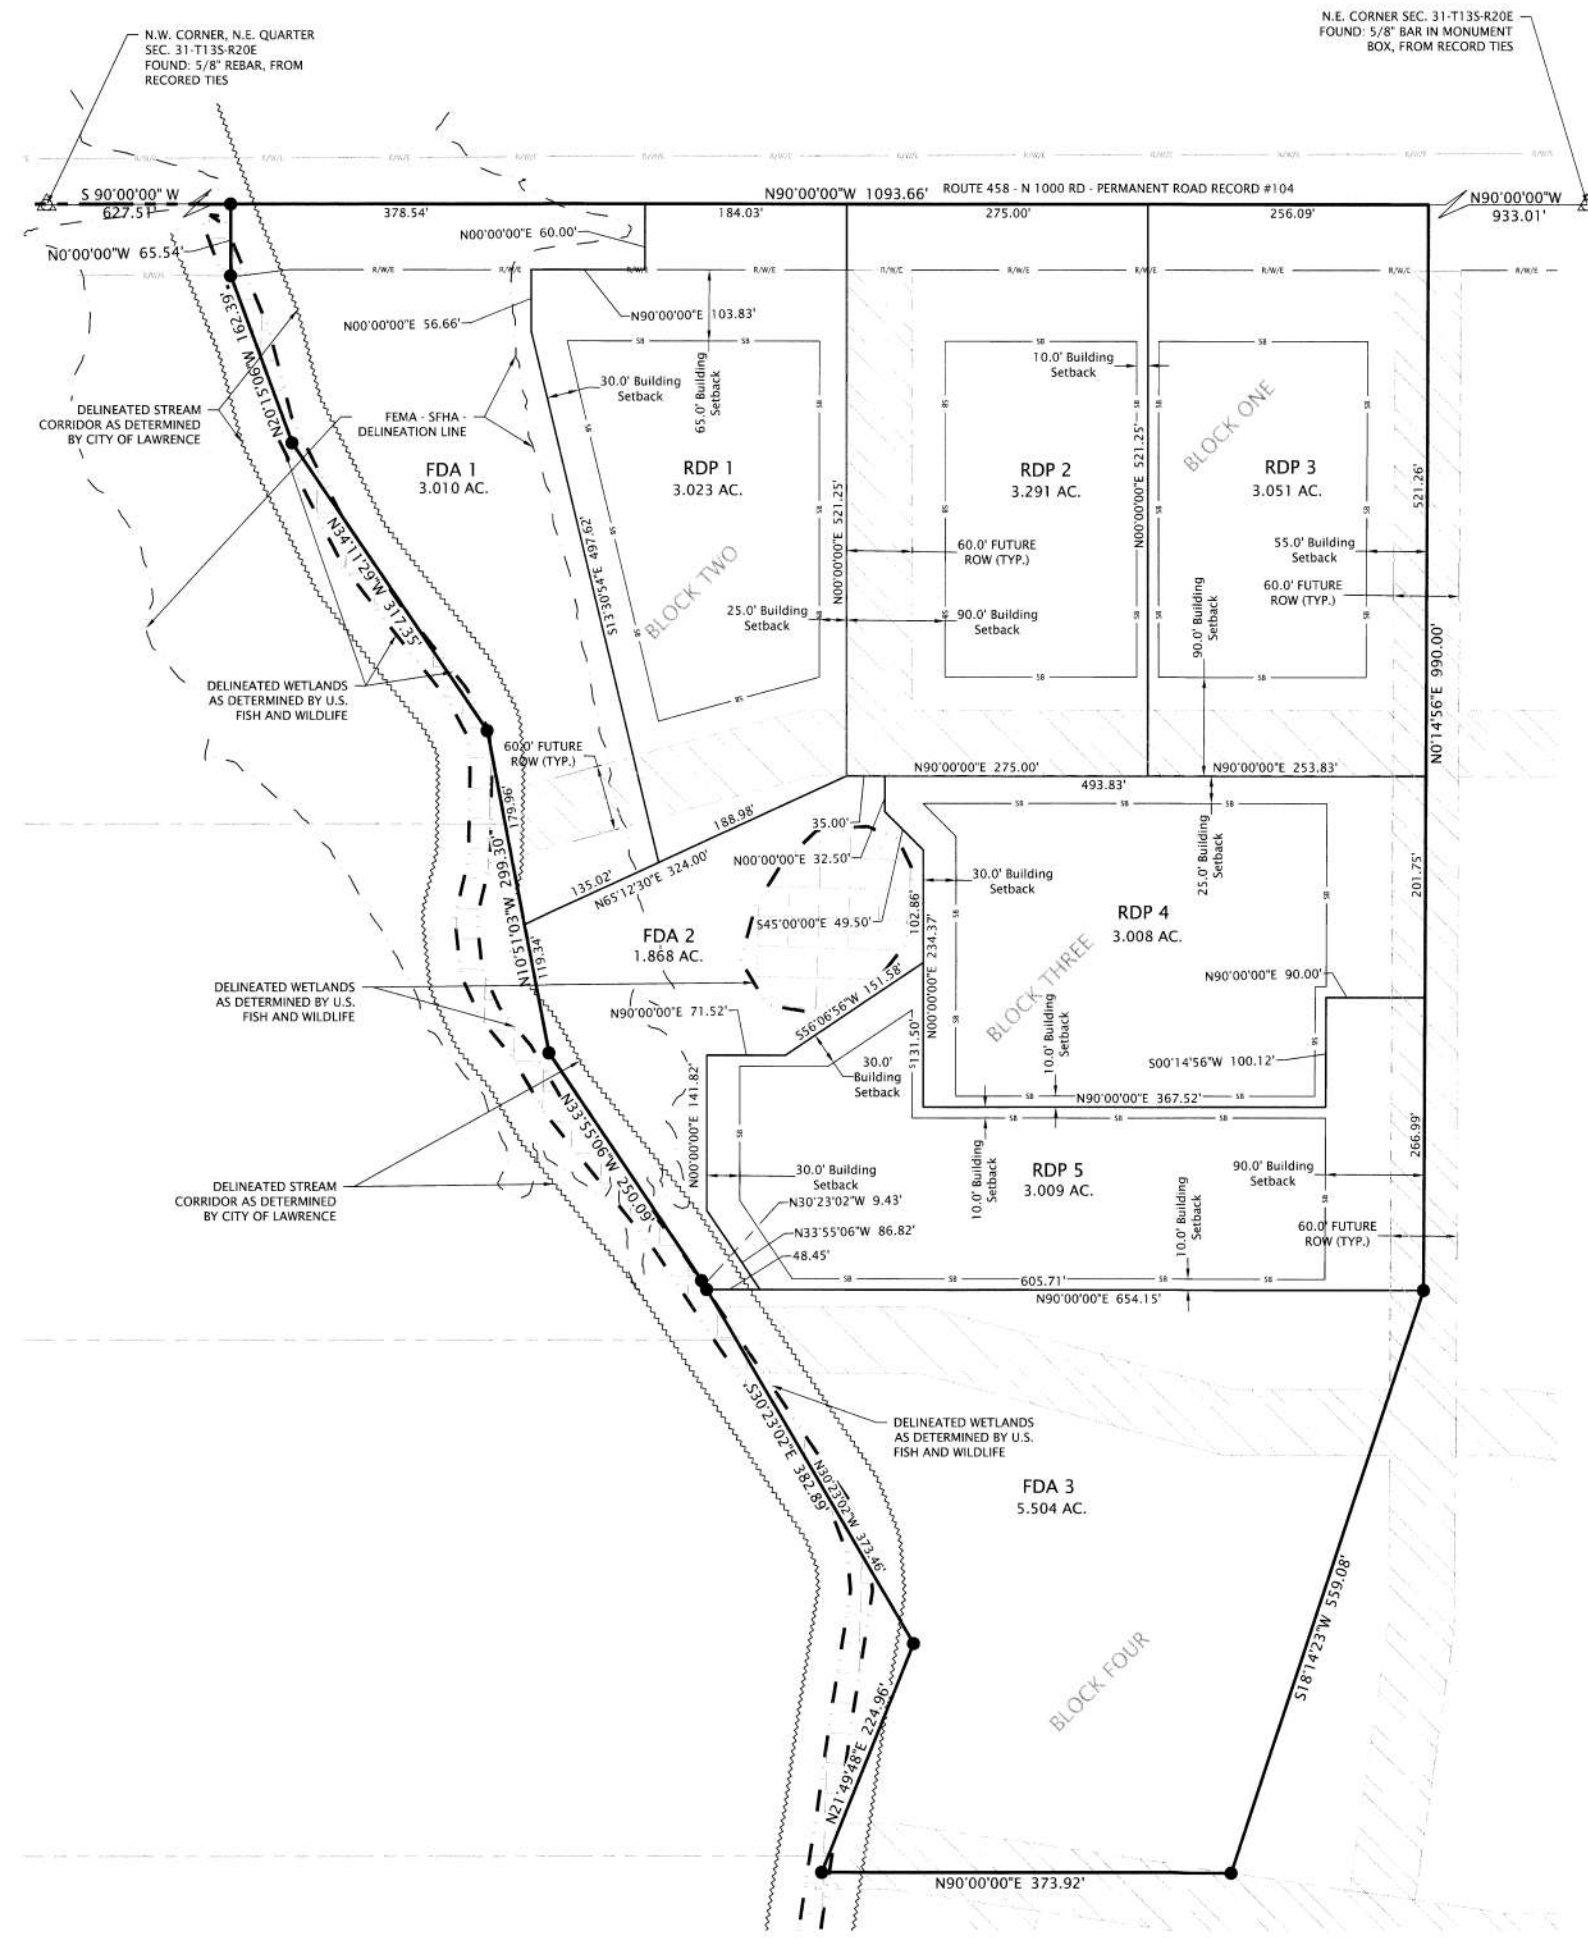 N.W. CORNER, N.E. QUARTER
SEC. 31-T13S-R20E
FOUND: 5/8" REBAR, FROM
RECORED TIES
N.E. CORNER SEC. 31-T13S-R20E
FOUND: 5/8" BAR IN MONUMENT
BOX, FROM RECORD TIES
S 90°00'00" W
627.51'
N90°00'00"W 1093.66'
ROUTE 458 - N 1000 RD - PERMANENT ROAD RECORD #104
N90°00'00"W
933.01'
378.54'
184.03'
275.00'
256.09'
N00°00'00"E 60.00'
N0°00'00"W 65.54'
R/W/E
R/W/E
R/W/E
R/W/E
R/W/E
R/W/E
R/W/E
R/W/E
N00°00'00"E 56.66'
N90°00'00"E 103.83'
N20°15'06"W 162.39'
65.0' Building
Setback
30.0' Building
Setback
10.0' Building
Setback
BLOCK ONE
DELINEATED STREAM
CORRIDOR AS DETERMINED
BY CITY OF LAWRENCE
FEMA - SFHA -
DELINEATION LINE
FDA 1
3.010 AC.
RDP 1
3.023 AC.
RDP 2
3.291 AC.
RDP 3
3.051 AC.
N00°00'00"E 521.25'
N00°00'00"E 521.25'
521.26'
N34°11'29"W 317.35'
S13°30'54"E 497.62'
BLOCK TWO
60.0' FUTURE
ROW (TYP.)
55.0' Building
Setback
60.0' FUTURE
ROW (TYP.)
25.0' Building
Setback
90.0' Building
Setback
90.0' Building
Setback
N0°14'56"E 990.00'
DELINEATED WETLANDS
AS DETERMINED BY U.S.
FISH AND WILDLIFE
60.0' FUTURE
ROW (TYP.)
N90°00'00"E 275.00'
N90°00'00"E 253.83'
493.83'
179.96'
N10°51'03"W 299.30'
119.34'
188.98'
135.02'
N65°12'30"E 324.00'
35.00'
N00°00'00"E 32.50'
S45°00'00"E 49.50'
30.0' Building
Setback
25.0' Building
Setback
201.75'
102.86'
N00°00'00"E 234.37'
RDP 4
3.008 AC.
FDA 2
1.868 AC.
BLOCK THREE
N90°00'00"E 90.00'
DELINEATED WETLANDS
AS DETERMINED BY U.S.
FISH AND WILDLIFE
N90°00'00"E 71.52'
S56°06'56"W 151.58'
131.50'
10.0' Building
Setback
S00°14'56"W 100.12'
30.0'
Building
Setback
N90°00'00"E 367.52'
N00°00'00"E 141.82'
N33°55'06"W 250.09'
266.99'
DELINEATED STREAM
CORRIDOR AS DETERMINED
BY CITY OF LAWRENCE
30.0' Building
Setback
10.0' Building
Setback
RDP 5
3.009 AC.
90.0' Building
Setback
10.0' Building
Setback
N30°23'02"W 9.43'
N33°55'06"W 86.82'
48.45'
60.0' FUTURE
ROW (TYP.)
605.71'
N90°00'00"E 654.15'
S30°23'02"E 382.89'
N30°23'02"W 373.46'
DELINEATED WETLANDS
AS DETERMINED BY U.S.
FISH AND WILDLIFE
FDA 3
5.504 AC.
S18°14'23"W 559.08'
BLOCK FOUR
N21°49'48"E 224.96'
N90°00'00"E 373.92'